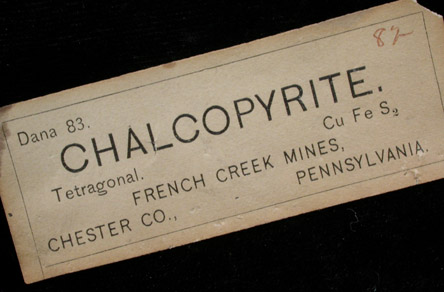 82
Dana 83.
CHALCOPYRITE.
Cu Fe S₂
Tetragonal.
FRENCH CREEK MINES,
CHESTER CO., PENNSYLVANIA.